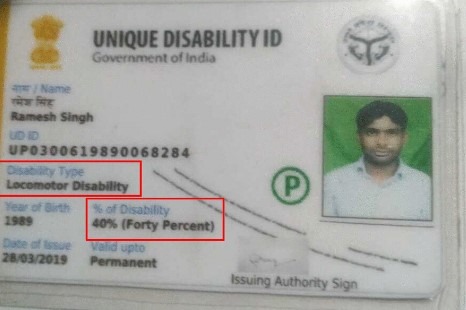 UNIQUE DISABILITY ID
Government of India
नाम / Name
रमेश सिंह
Ramesh Singh
UD ID
UP0300619890068284
Disability Type
Locomotor Disability
P
Year of Birth % of Disability
1989 40% (Forty Percent)
Date of Issue Valid upto
28/03/2019 Permanent
Issuing Authority Sign